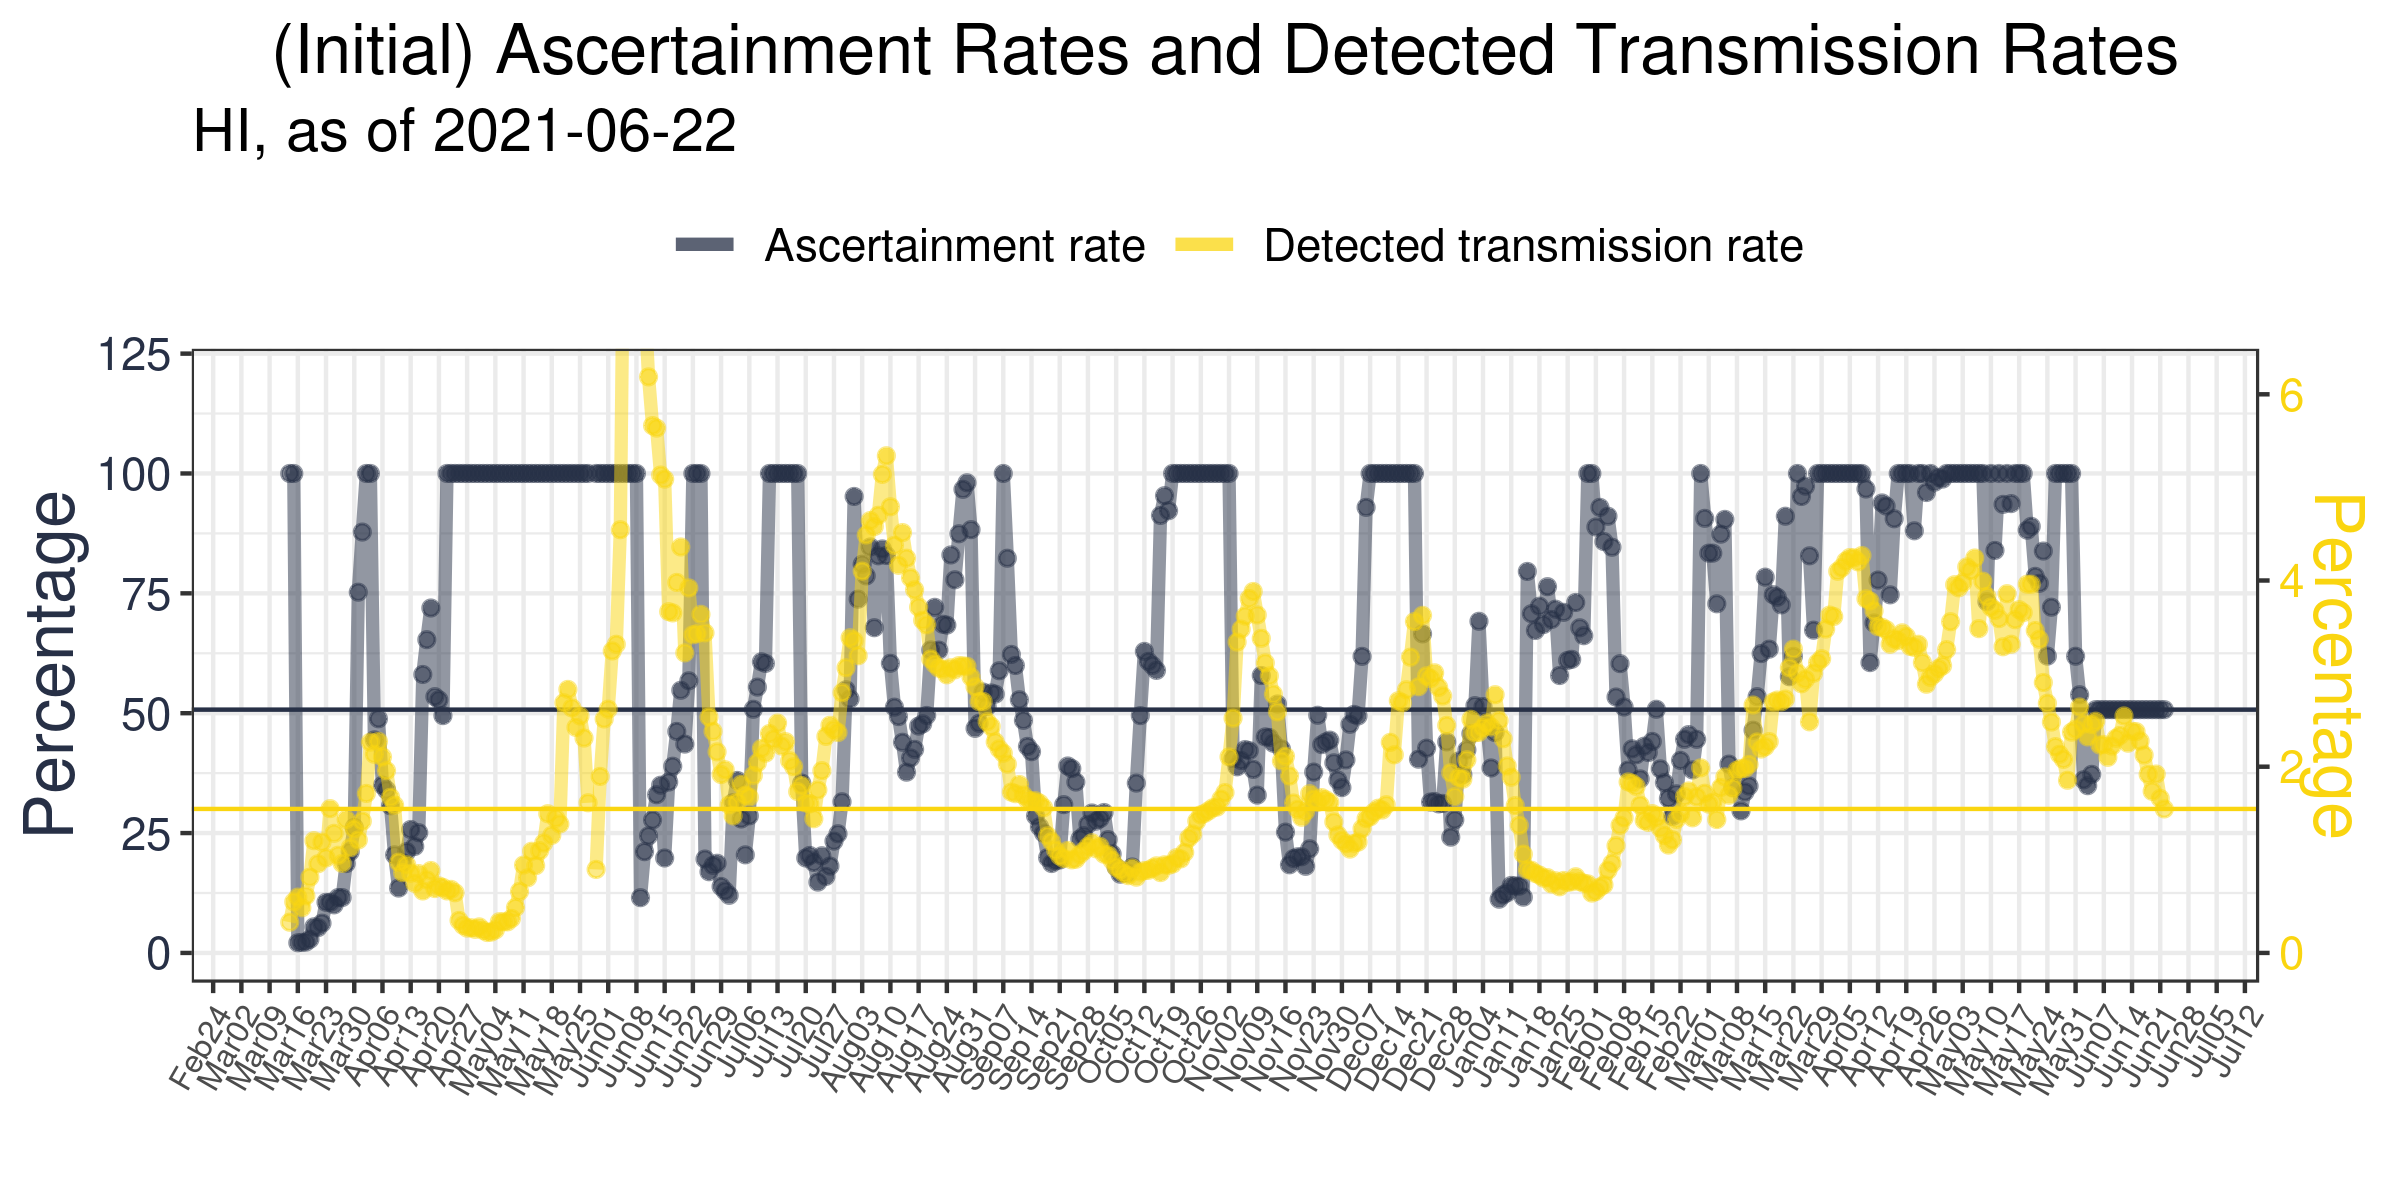 (Initial) Ascertainment Rates and Detected Transmission Rates
HI, as of 2021-06-22
Ascertainment rate
Detected transmission rate
Percentage
125
100
75
50
25
0
6
4
2
0
Percentage
Feb24
Mar02
Mar09
Mar16
Mar23
Mar30
Apr06
Apr13
Apr20
Apr27
May04
May11
May18
May25
Jun01
Jun08
Jun15
Jun22
Jun29
Jul06
Jul13
Jul20
Jul27
Aug03
Aug10
Aug17
Aug24
Aug31
Sep07
Sep14
Sep21
Sep28
Oct05
Oct12
Oct19
Oct26
Nov02
Nov09
Nov16
Nov23
Nov30
Dec07
Dec14
Dec21
Dec28
Jan04
Jan11
Jan18
Jan25
Feb01
Feb08
Feb15
Feb22
Mar01
Mar08
Mar15
Mar22
Mar29
Apr05
Apr12
Apr19
Apr26
May03
May10
May17
May24
May31
Jun07
Jun14
Jun21
Jun28
Jul05
Jul12